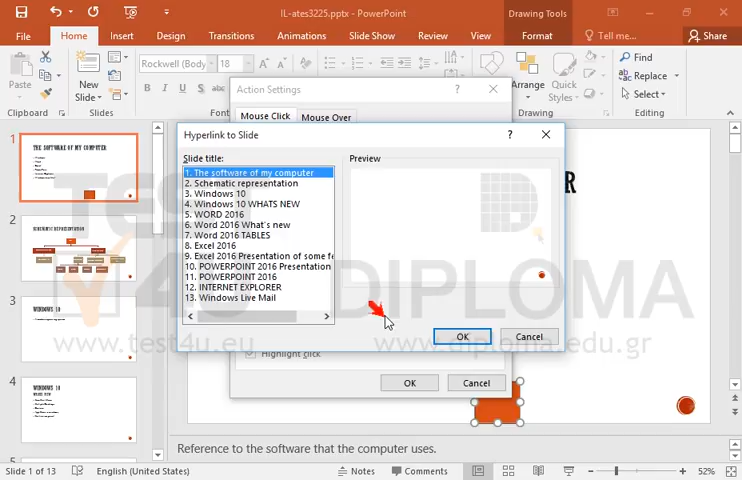 IL-ates3225.pptx - PowerPoint
Drawing Tools
File Home Insert Design Transitions Animations Slide Show Review View Format Tell me... Share
Paste
Clipboard
New
Slide
Slides
Rockwell (Body) 18
B I U S abc
Arrange
Quick
Styles
Drawing
Find
Replace
Select
Editing
Action Settings
Mouse Click Mouse Over
Hyperlink to Slide
Slide title:
1. The software of my computer
2. Schematic representation
3. Windows 10
4. Windows 10 WHATS NEW
5. WORD 2016
6. Word 2016 What's new
7. Word 2016 TABLES
8. Excel 2016
9. Excel 2016 Presentation of some fe
10. POWERPOINT 2016 Presentation
11. POWERPOINT 2016
12. INTERNET EXPLORER
13. Windows Live Mail
Preview
OK Cancel
Highlight click
OK Cancel
1
THE SOFTWARE OF MY COMPUTER
2
SCHEMATIC REPRESENTATION
3
WINDOWS 10
4
WINDOWS 10
WHATS NEW
5
TEST4U DIPLOMA
www.test4u.eu www.diploma.edu.gr
Reference to the software that the computer uses.
Slide 1 of 13 English (United States) Notes Comments 52%